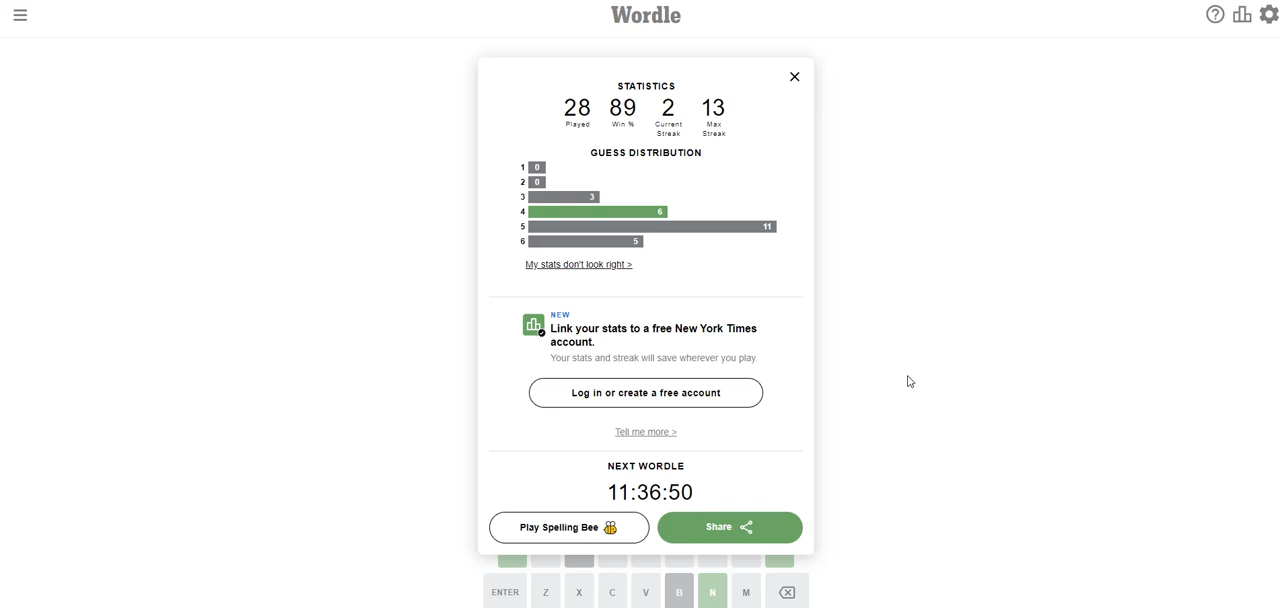 Wordle
STATISTICS
28 89 2 13
Played Win % Current Streak Max Streak
GUESS DISTRIBUTION
1 0
2 0
3 3
4 6
5 11
6 5
My stats don't look right >
NEW
Link your stats to a free New York Times
account.
Your stats and streak will save wherever you play.
Log in or create a free account
Tell me more >
NEXT WORDLE
11:36:50
Play Spelling Bee Share
ENTER Z X C V B N M